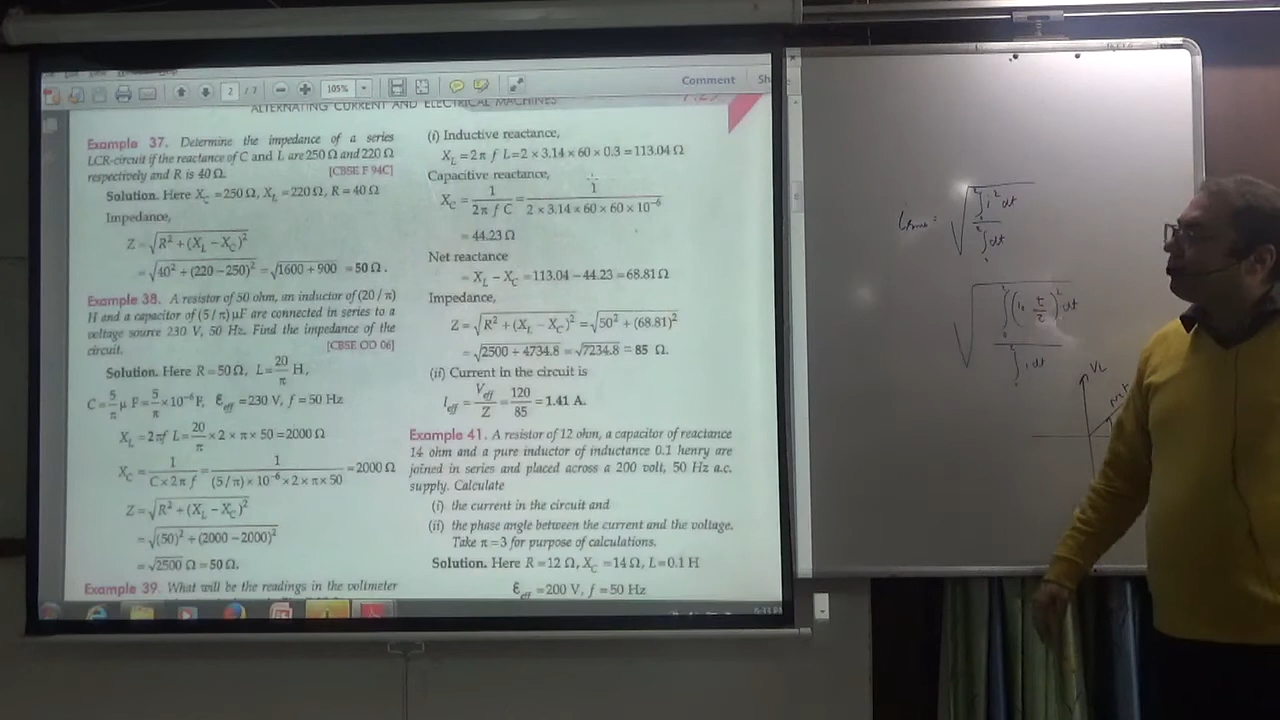 2 / 7
105%
Comment
ALTERNATING CURRENT AND ELECTRICAL MACHINES
Example 37. Determine the impedance of a series
LCR-circuit if the reactance of C and L are 250 Ω and 220 Ω
respectively and R is 40 Ω. [CBSE F 94C]
Solution. Here X_C = 250 Ω, X_L = 220 Ω, R = 40 Ω
Impedance,
Z = √(R² + (X_L − X_C)²)
= √(40² + (220 − 250)²) = √(1600 + 900) = 50 Ω.
Example 38. A resistor of 50 ohm, an inductor of (20 / π)
H and a capacitor of (5 / π) μF are connected in series to a
voltage source 230 V, 50 Hz. Find the impedance of the
circuit. [CBSE OD 06]
Solution. Here R = 50 Ω, L = 20/π H,
C = 5/π μ F = 5/π × 10⁻⁶ F, ℰ_eff = 230 V, f = 50 Hz
X_L = 2πf L = 20/π × 2 × π × 50 = 2000 Ω
X_C = 1/(C × 2π f) = 1/((5/π) × 10⁻⁶ × 2 × π × 50) = 2000 Ω
Z = √(R² + (X_L − X_C)²)
= √((50)² + (2000 − 2000)²)
= √2500 Ω = 50 Ω.
Example 39. What will be the readings in the voltmeter
(i) Inductive reactance,
X_L = 2π f L = 2 × 3.14 × 60 × 0.3 = 113.04 Ω
Capacitive reactance,
X_C = 1/(2π f C) = 1/(2 × 3.14 × 60 × 60 × 10⁻⁶)
= 44.23 Ω
Net reactance
= X_L − X_C = 113.04 − 44.23 = 68.81 Ω
Impedance,
Z = √(R² + (X_L − X_C)²) = √(50² + (68.81)²)
= √(2500 + 4734.8) = √7234.8 = 85 Ω.
(ii) Current in the circuit is
I_eff = V_eff/Z = 120/85 = 1.41 A.
Example 41. A resistor of 12 ohm, a capacitor of reactance
14 ohm and a pure inductor of inductance 0.1 henry are
joined in series and placed across a 200 volt, 50 Hz a.c.
supply. Calculate
(i) the current in the circuit and
(ii) the phase angle between the current and the voltage.
Take π = 3 for purpose of calculations.
Solution. Here R = 12 Ω, X_C = 14 Ω, L = 0.1 H
ℰ_eff = 200 V, f = 50 Hz
VL